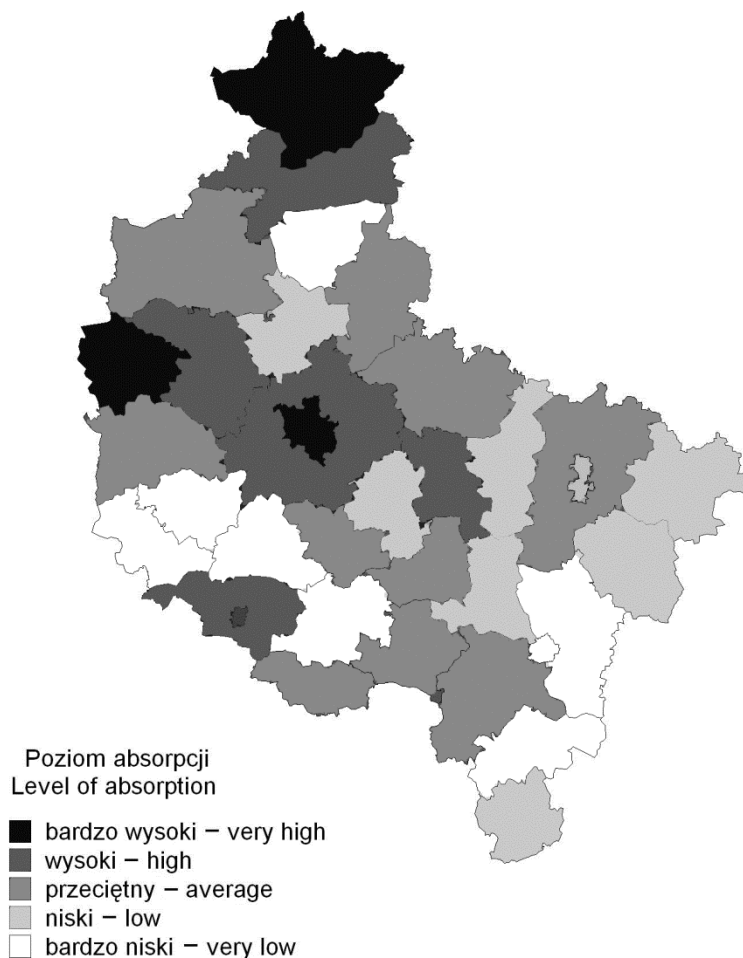 Poziom absorpcji
Level of absorption
bardzo wysoki – very high
wysoki – high
przeciętny – average
niski – low
bardzo niski – very low